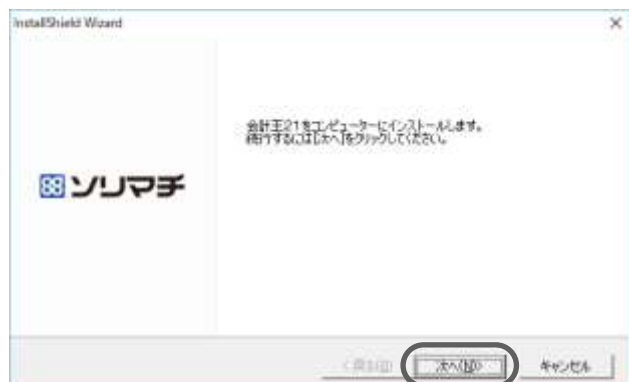 InstallShield Wizard
会計王21をコンピューターにインストールします。
続行するには[次へ]をクリックしてください。
ソリマチ
< 戻る(B)
次へ(N)>
キャンセル